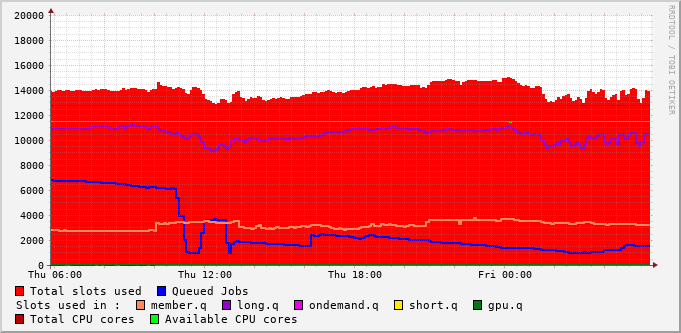 20000
18000
16000
14000
12000
10000
8000
6000
4000
2000
0
Thu 06:00 Thu 12:00 Thu 18:00 Fri 00:00
RRDTOOL / TOBI OETIKER
Total slots used Queued Jobs
Slots used in : member.q long.q ondemand.q short.q gpu.q
Total CPU cores Available CPU cores